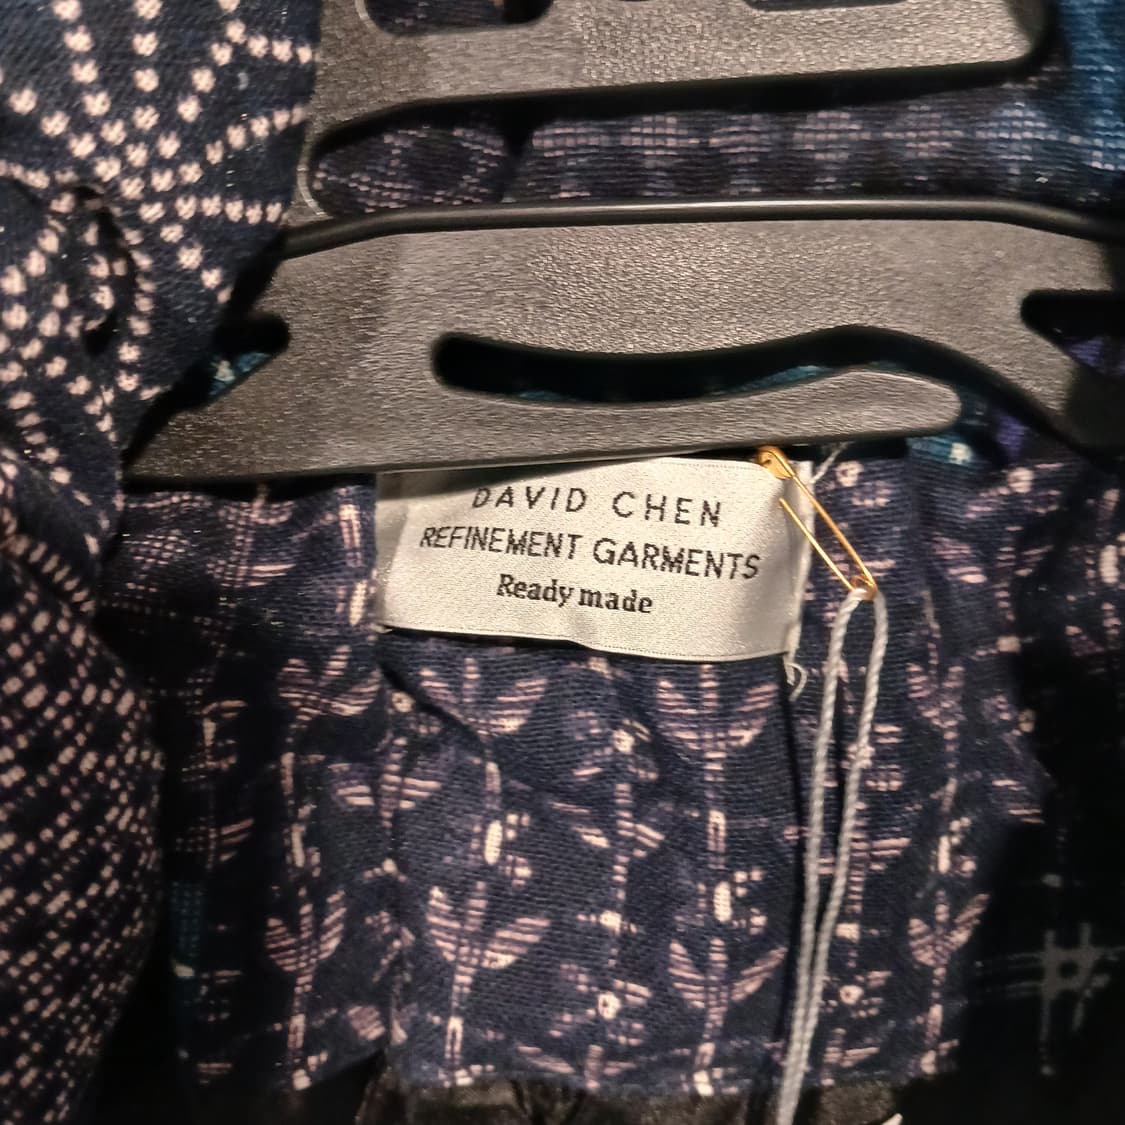 DAVID CHEN
REFINEMENT GARMENTS
Ready made